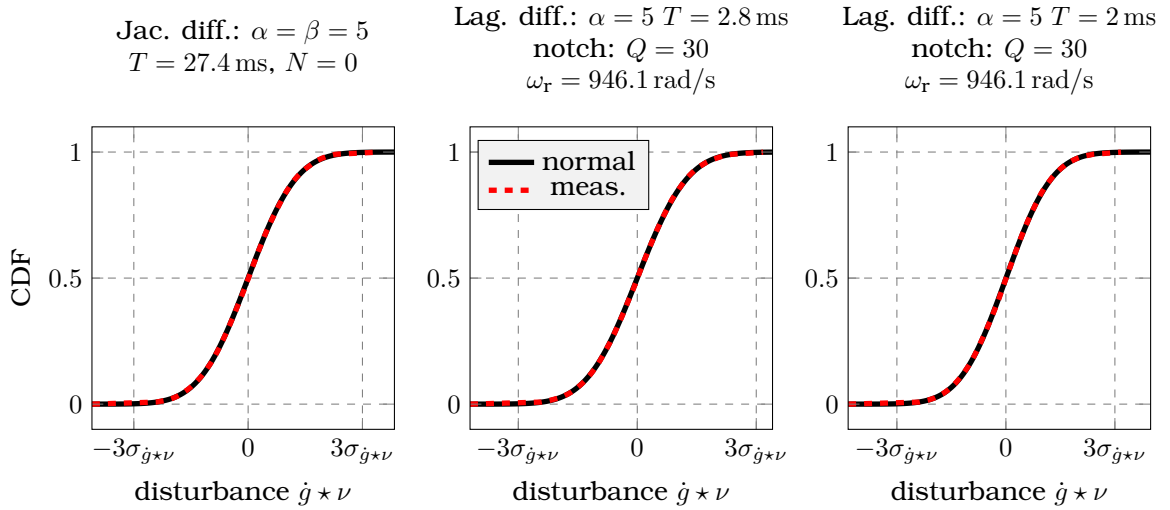 Jac. diff.: α = β = 5
T = 27.4 ms, N = 0
Lag. diff.: α = 5 T = 2.8 ms
notch: Q = 30
ω_r = 946.1 rad/s
Lag. diff.: α = 5 T = 2 ms
notch: Q = 30
ω_r = 946.1 rad/s
CDF
1
0.5
0
−3σ_{ġ⋆ν} 0 3σ_{ġ⋆ν}
disturbance ġ ⋆ ν
normal
meas.
1
0.5
0
−3σ_{ġ⋆ν} 0 3σ_{ġ⋆ν}
disturbance ġ ⋆ ν
1
0.5
0
−3σ_{ġ⋆ν} 0 3σ_{ġ⋆ν}
disturbance ġ ⋆ ν